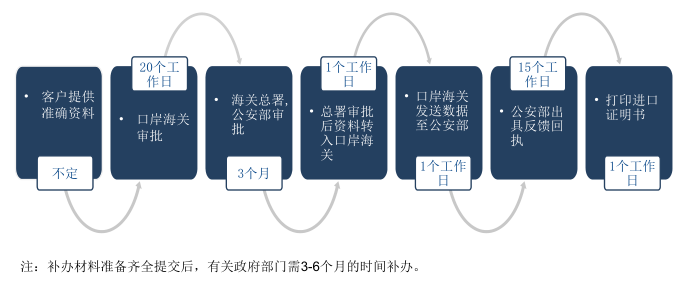 不定
• 客户提供
准确资料
20个工
作日
• 口岸海关
审批
• 海关总署,
公安部审
批
3个月
1个工作
日
• 总署审批
后资料转
入口岸海
关
• 口岸海关
发送数据
至公安部
1个工作
日
15个工作
日
• 公安部出
具反馈回
执
• 打印进口
证明书
1个工作
日
注：补办材料准备齐全提交后，有关政府部门需3-6个月的时间补办。